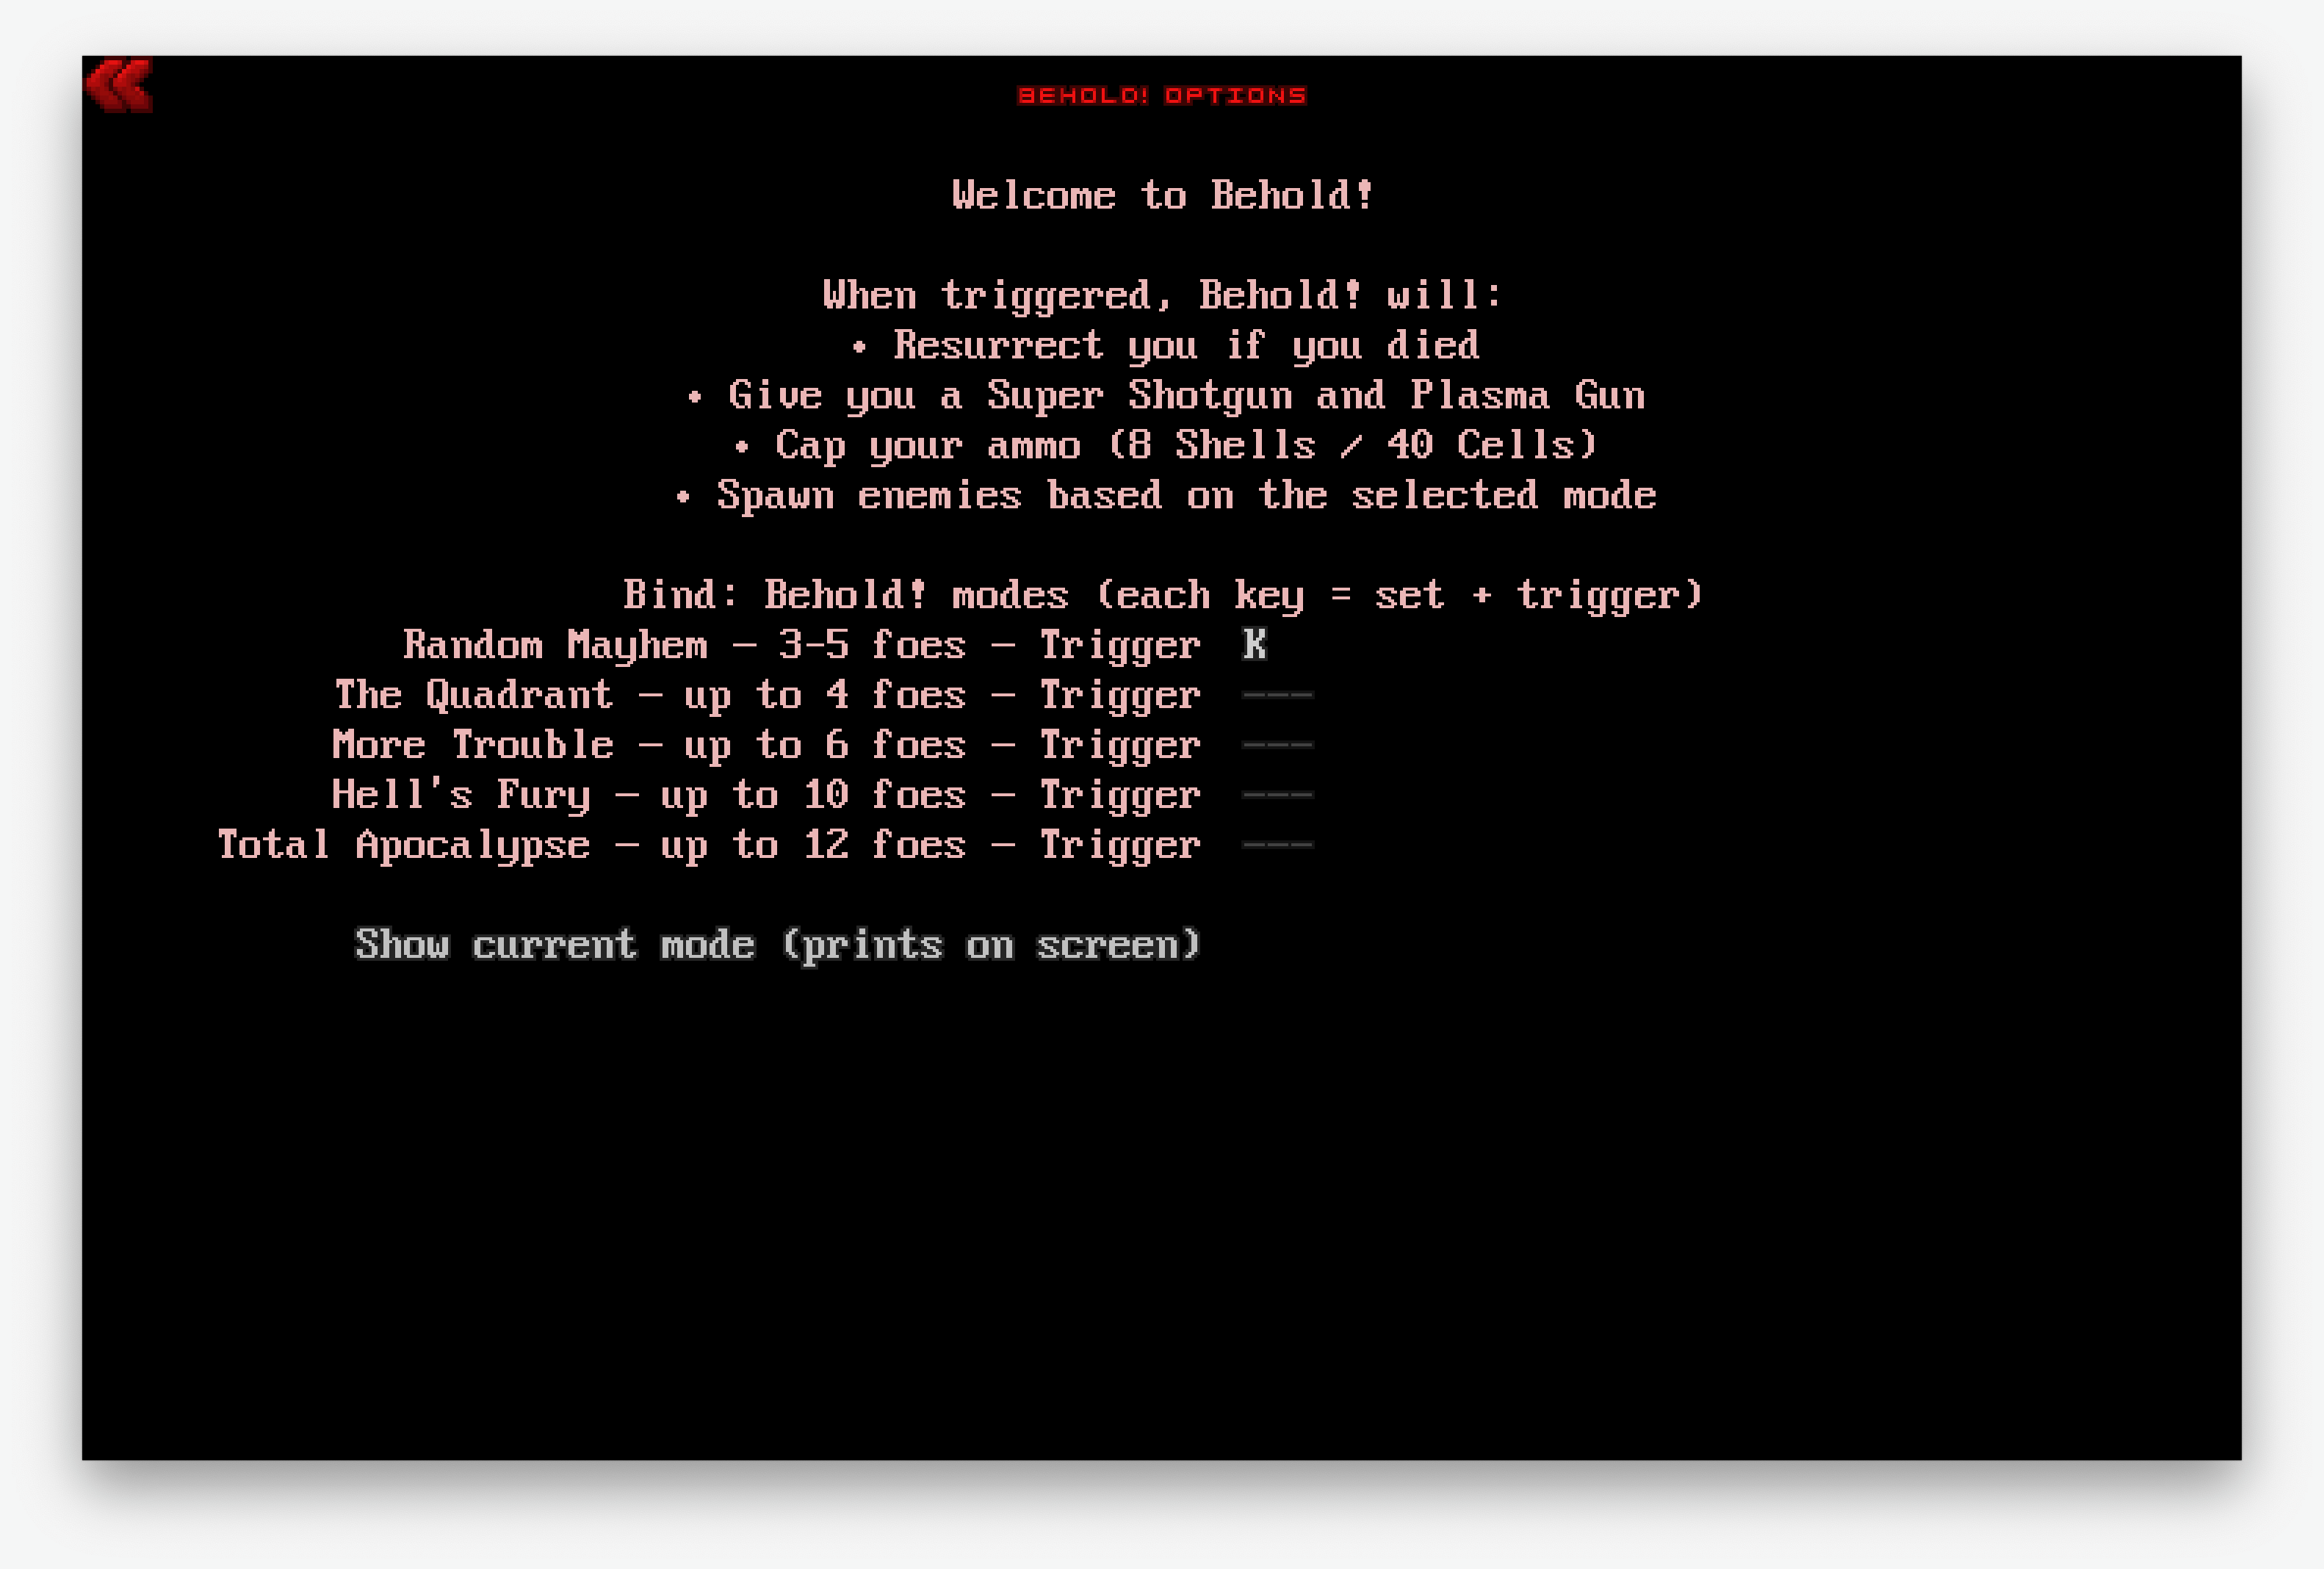 BEHOLD! OPTIONS
Welcome to Behold!
When triggered, Behold! will:
• Resurrect you if you died
• Give you a Super Shotgun and Plasma Gun
• Cap your ammo (8 Shells / 40 Cells)
• Spawn enemies based on the selected mode
Bind: Behold! modes (each key = set + trigger)
Random Mayhem – 3-5 foes – Trigger K
The Quadrant – up to 4 foes – Trigger ---
More Trouble – up to 6 foes – Trigger ---
Hell's Fury – up to 10 foes – Trigger ---
Total Apocalypse – up to 12 foes – Trigger ---
Show current mode (prints on screen)